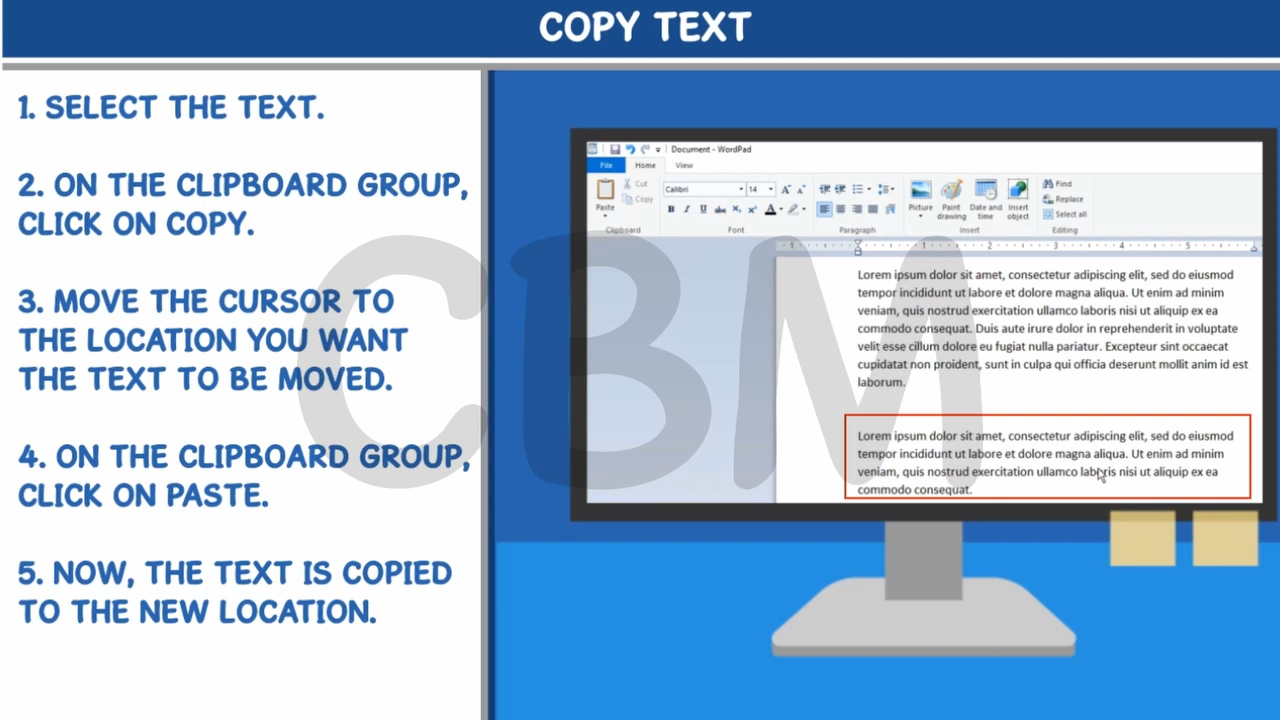 COPY TEXT
1. SELECT THE TEXT.
2. ON THE CLIPBOARD GROUP,
CLICK ON COPY.
3. MOVE THE CURSOR TO
THE LOCATION YOU WANT
THE TEXT TO BE MOVED.
4. ON THE CLIPBOARD GROUP,
CLICK ON PASTE.
5. NOW, THE TEXT IS COPIED
TO THE NEW LOCATION.
CBM
Document - WordPad
File Home View
Paste Cut Copy
Clipboard
Calibri 14
B I U abc X₂ X² A
Font
Paragraph
Picture Paint drawing Date and time Insert object
Insert
Find
Replace
Select all
Editing
1 1 2 3 4 5
Lorem ipsum dolor sit amet, consectetur adipiscing elit, sed do eiusmod
tempor incididunt ut labore et dolore magna aliqua. Ut enim ad minim
veniam, quis nostrud exercitation ullamco laboris nisi ut aliquip ex ea
commodo consequat. Duis aute irure dolor in reprehenderit in voluptate
velit esse cillum dolore eu fugiat nulla pariatur. Excepteur sint occaecat
cupidatat non proident, sunt in culpa qui officia deserunt mollit anim id est
laborum.
Lorem ipsum dolor sit amet, consectetur adipiscing elit, sed do eiusmod
tempor incididunt ut labore et dolore magna aliqua. Ut enim ad minim
veniam, quis nostrud exercitation ullamco laboris nisi ut aliquip ex ea
commodo consequat.